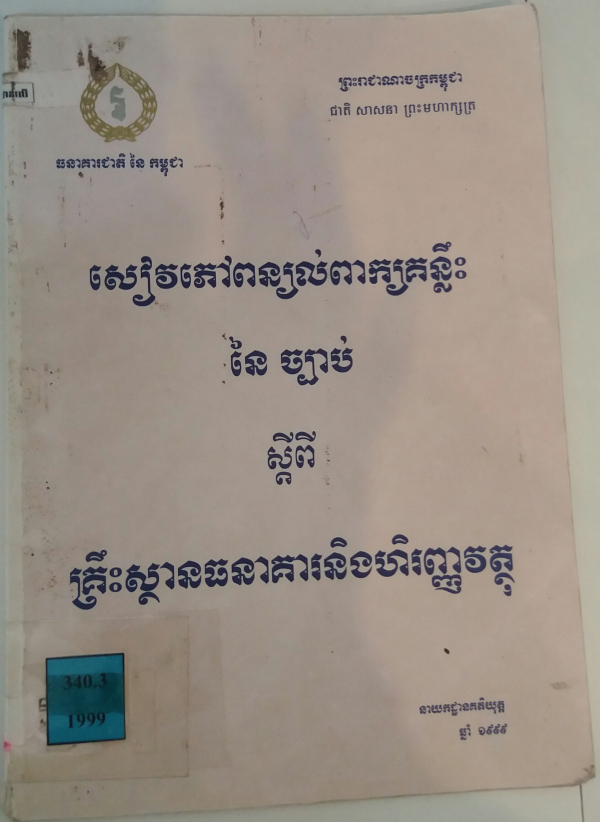 ព្រះរាជាណាចក្រកម្ពុជា
ជាតិ សាសនា ព្រះមហាក្សត្រ
ធនាគារជាតិ នៃ កម្ពុជា
សៀវភៅពន្យល់ពាក្យគន្លឹះ
នៃ ច្បាប់
ស្តីពី
គ្រឹះស្ថានធនាគារនិងហិរញ្ញវត្ថុ
340.3
1999
នាយកដ្ឋានគតិយុត្ត
ឆ្នាំ ១៩៩៩